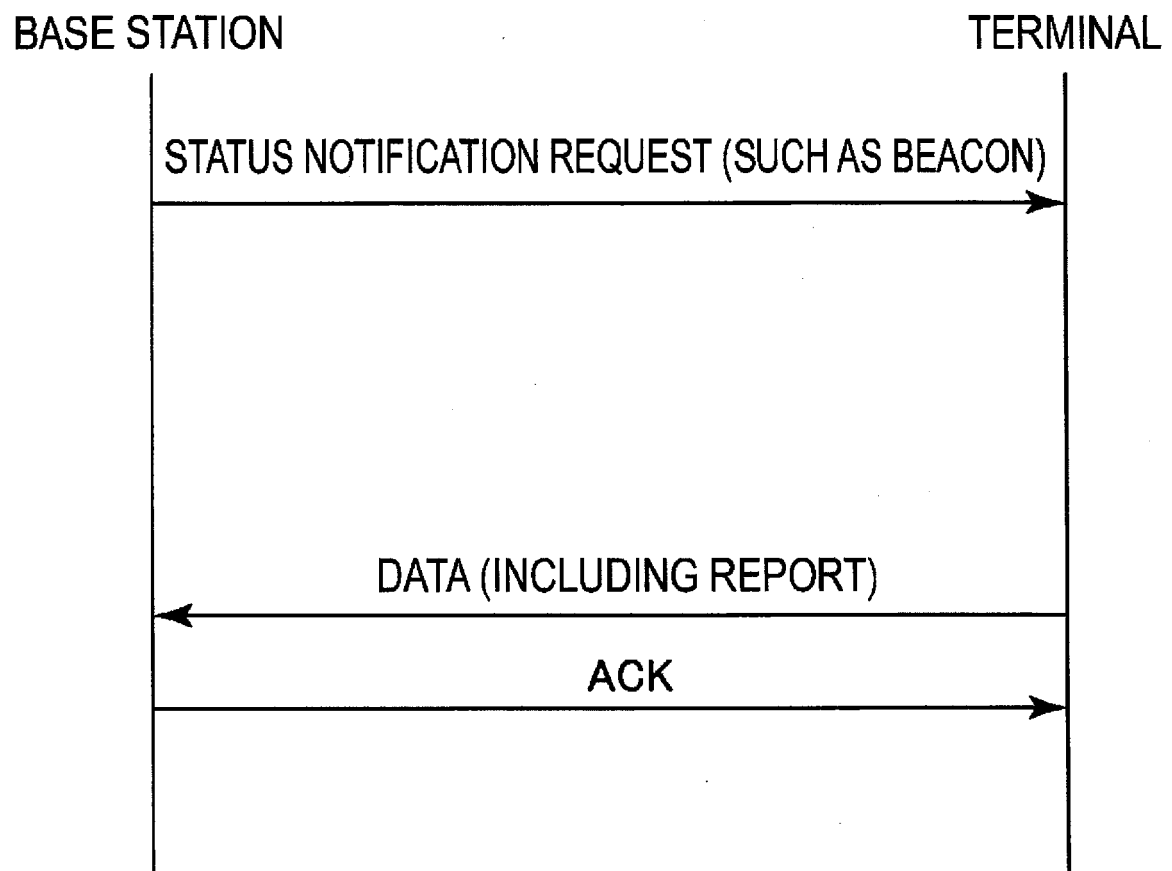 BASE STATION
TERMINAL
STATUS NOTIFICATION REQUEST (SUCH AS BEACON)
DATA (INCLUDING REPORT)
ACK